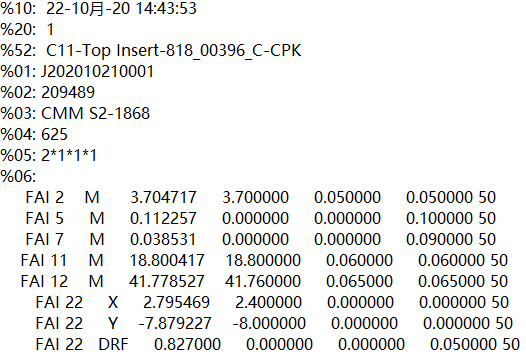 %10:  22-10月-20 14:43:53
%20:  1
%52:  C11-Top Insert-818_00396_C-CPK
%01: J202010210001
%02: 209489
%03: CMM S2-1868
%04: 625
%05: 2*1*1*1
%06:
FAI 2 M 3.704717 3.700000 0.050000 0.050000 50
FAI 5 M 0.112257 0.000000 0.000000 0.100000 50
FAI 7 M 0.038531 0.000000 0.000000 0.090000 50
FAI 11 M 18.800417 18.800000 0.060000 0.060000 50
FAI 12 M 41.778527 41.760000 0.065000 0.065000 50
FAI 22 X 2.795469 2.400000 0.000000 0.000000 50
FAI 22 Y -7.879227 -8.000000 0.000000 0.000000 50
FAI 22 DRF 0.827000 0.000000 0.000000 0.050000 50